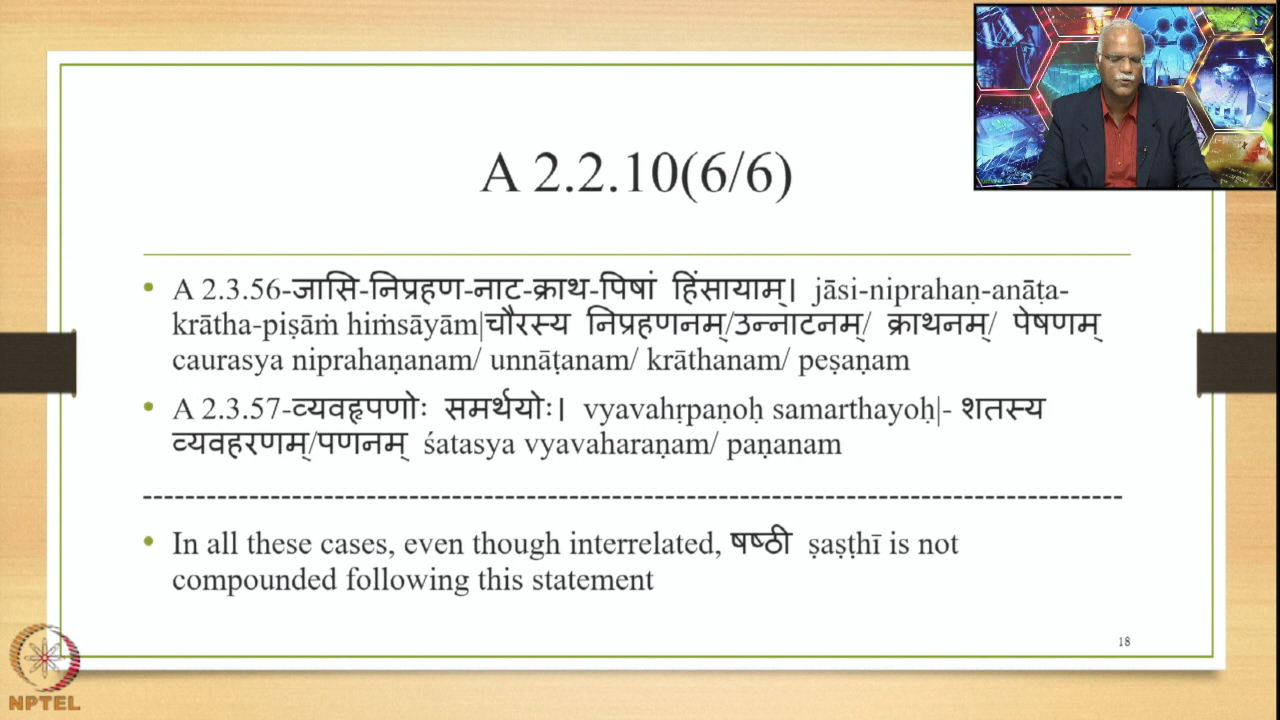 A 2.2.10(6/6)
• A 2.3.56-जासि-निप्रहण-नाट-क्राथ-पिषां हिंसायाम्। jāsi-niprahaṇ-anāṭa-
krātha-piṣāṁ hiṁsāyām|चौरस्य निप्रहणनम्/उन्नाटनम्/ क्राथनम्/ पेषणम्
caurasya niprahaṇanam/ unnāṭanam/ krāthanam/ peṣaṇam
• A 2.3.57-व्यवहृपणोः समर्थयोः। vyavahṛpaṇoḥ samarthayoḥ|- शतस्य
व्यवहरणम्/पणनम् śatasya vyavaharaṇam/ paṇanam
--------------------------------------------------------------------------------------------
• In all these cases, even though interrelated, षष्ठी ṣaṣṭhī is not
compounded following this statement
18
NPTEL